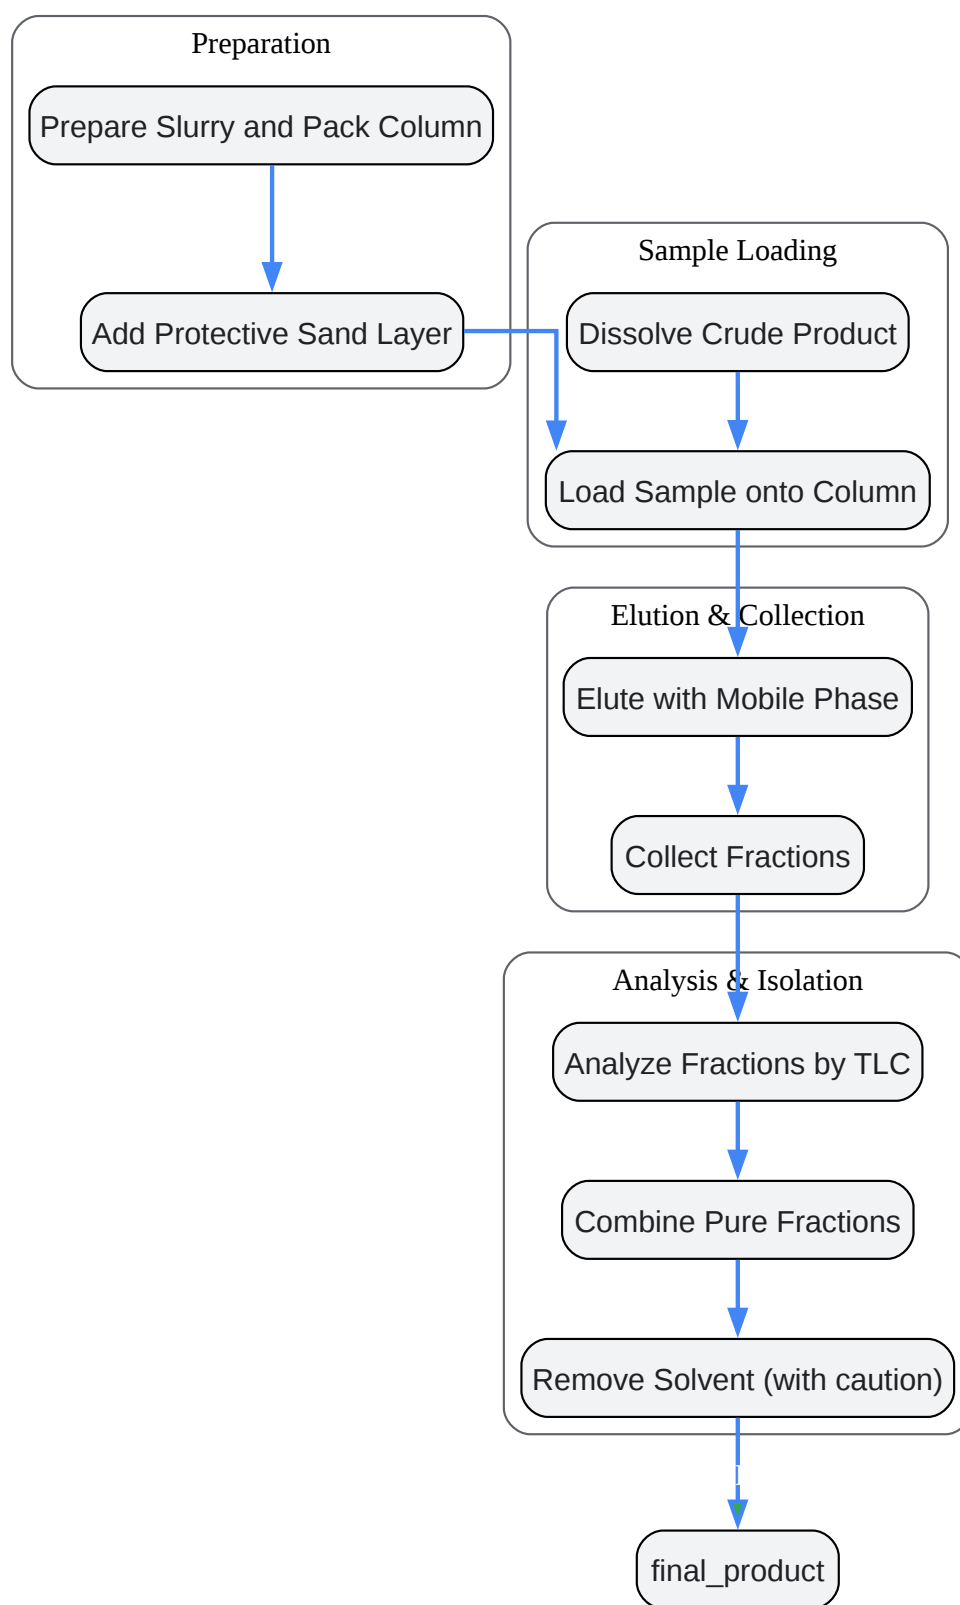 Preparation
Prepare Slurry and Pack Column
Add Protective Sand Layer
Sample Loading
Dissolve Crude Product
Load Sample onto Column
Elution & Collection
Elute with Mobile Phase
Collect Fractions
Analysis & Isolation
Analyze Fractions by TLC
Combine Pure Fractions
Remove Solvent (with caution)
final_product